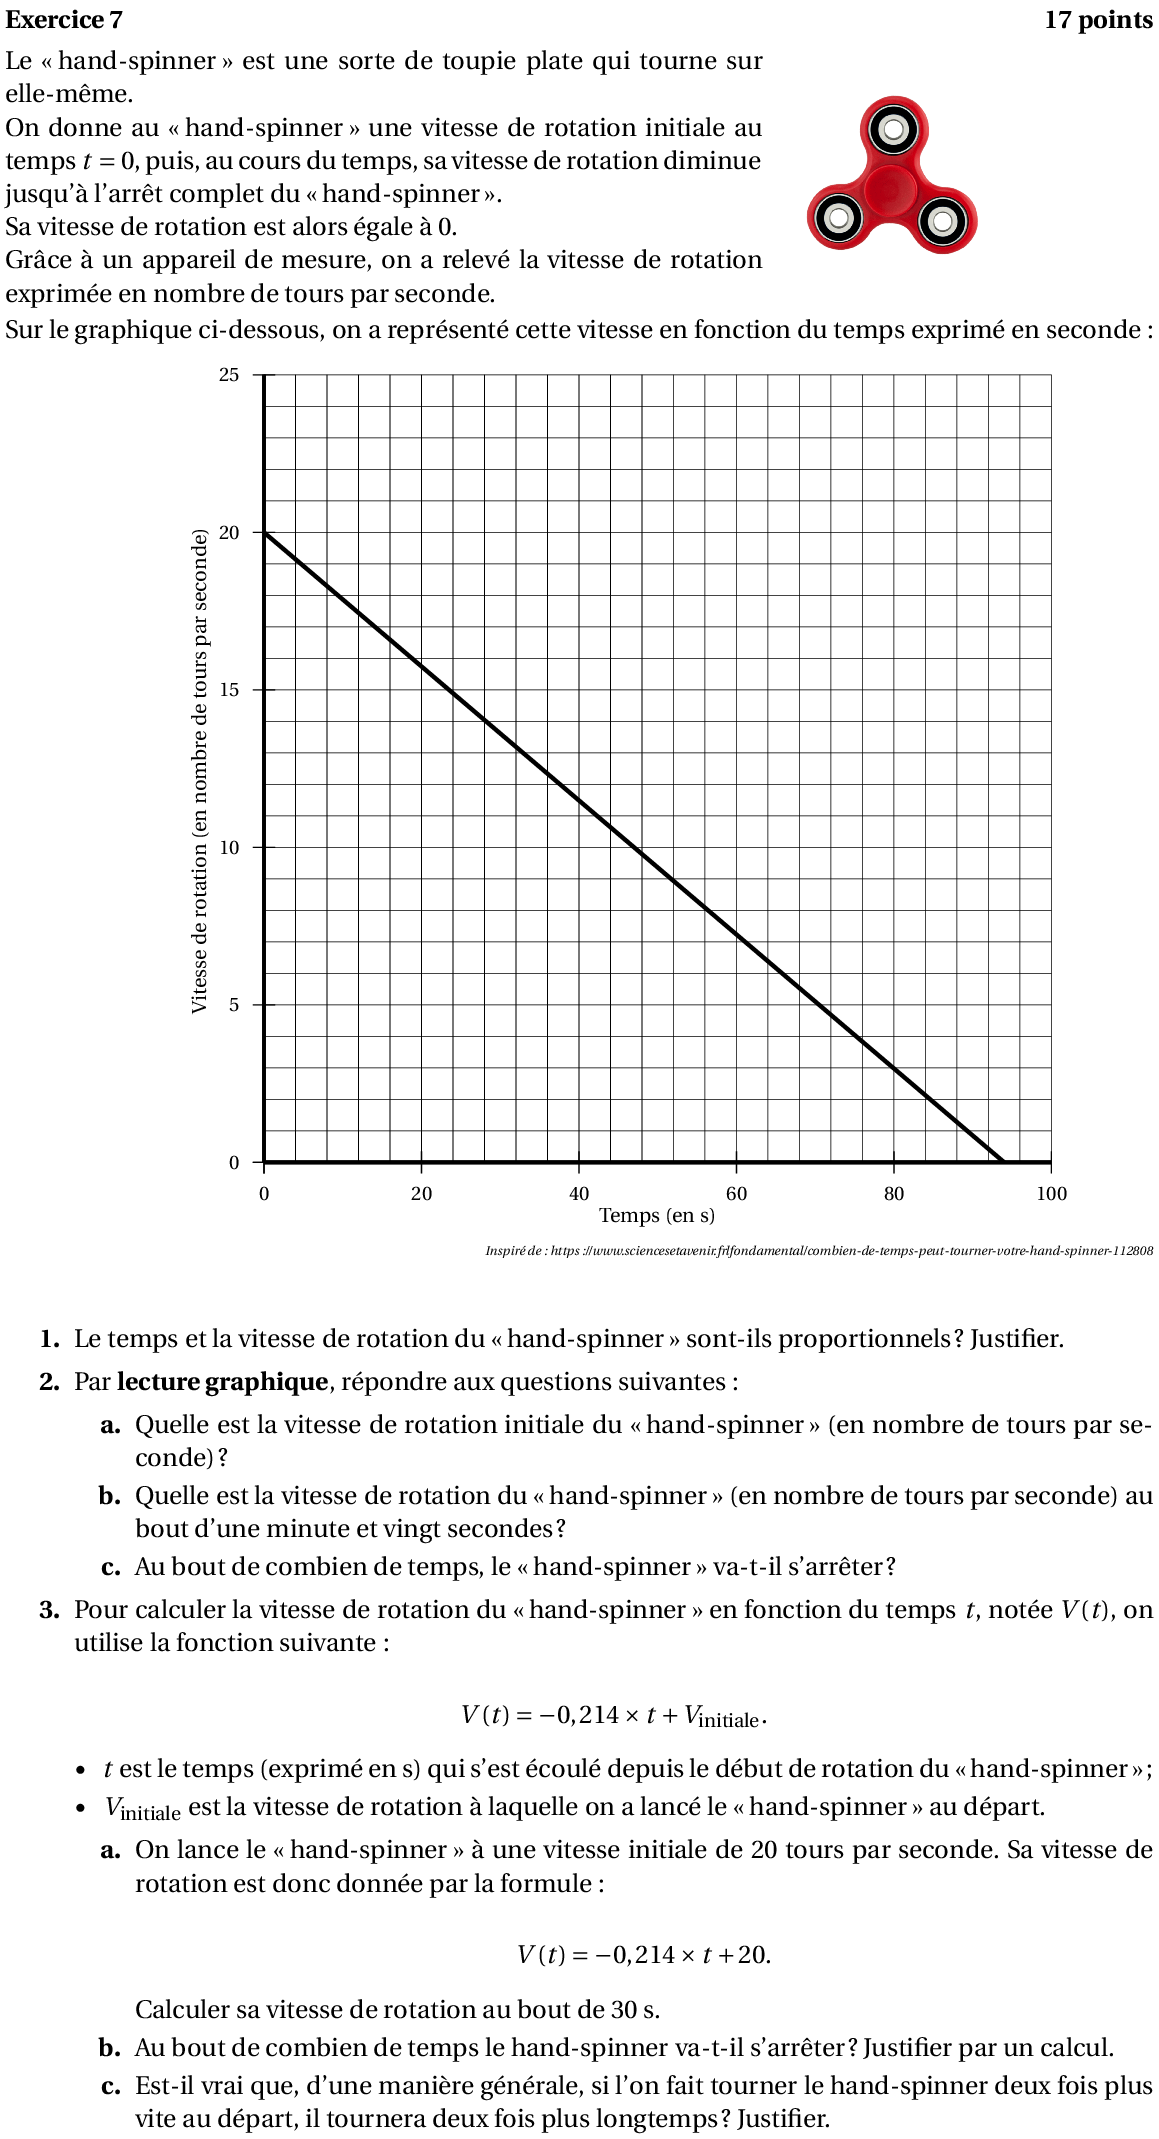 Exercice 7 17 points
Le « hand-spinner » est une sorte de toupie plate qui tourne sur
elle-même.
On donne au « hand-spinner » une vitesse de rotation initiale au
temps t = 0, puis, au cours du temps, sa vitesse de rotation diminue
jusqu'à l'arrêt complet du « hand-spinner ».
Sa vitesse de rotation est alors égale à 0.
Grâce à un appareil de mesure, on a relevé la vitesse de rotation
exprimée en nombre de tours par seconde.
Sur le graphique ci-dessous, on a représenté cette vitesse en fonction du temps exprimé en seconde :
25
20
15
10
5
0
Vitesse de rotation (en nombre de tours par seconde)
0 20 40 60 80 100
Temps (en s)
Inspiré de : https ://www.sciencesetavenir.fr/fondamental/combien-de-temps-peut-tourner-votre-hand-spinner-112808
1. Le temps et la vitesse de rotation du « hand-spinner » sont-ils proportionnels ? Justifier.
2. Par lecture graphique, répondre aux questions suivantes :
a. Quelle est la vitesse de rotation initiale du « hand-spinner » (en nombre de tours par se-
conde) ?
b. Quelle est la vitesse de rotation du « hand-spinner » (en nombre de tours par seconde) au
bout d'une minute et vingt secondes ?
c. Au bout de combien de temps, le « hand-spinner » va-t-il s'arrêter ?
3. Pour calculer la vitesse de rotation du « hand-spinner » en fonction du temps t, notée V(t), on
utilise la fonction suivante :
V(t) = −0,214 × t + Vinitiale.
• t est le temps (exprimé en s) qui s'est écoulé depuis le début de rotation du « hand-spinner » ;
• Vinitiale est la vitesse de rotation à laquelle on a lancé le « hand-spinner » au départ.
a. On lance le « hand-spinner » à une vitesse initiale de 20 tours par seconde. Sa vitesse de
rotation est donc donnée par la formule :
V(t) = −0,214 × t + 20.
Calculer sa vitesse de rotation au bout de 30 s.
b. Au bout de combien de temps le hand-spinner va-t-il s'arrêter ? Justifier par un calcul.
c. Est-il vrai que, d'une manière générale, si l'on fait tourner le hand-spinner deux fois plus
vite au départ, il tournera deux fois plus longtemps ? Justifier.